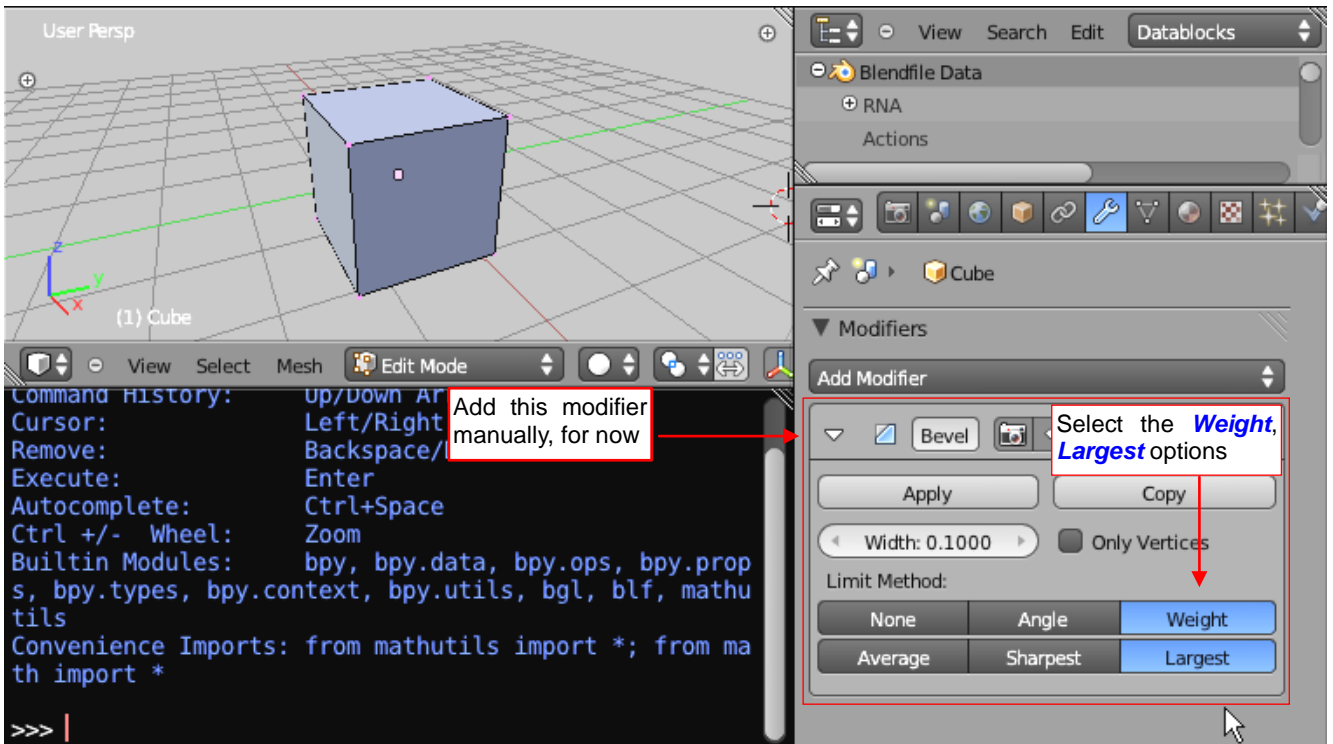 User Persp
z
y
x
(1) Cube
View Select Mesh Edit Mode
Command History: Up/Down Ar
Cursor: Left/Right
Remove: Backspace/
Execute: Enter
Autocomplete: Ctrl+Space
Ctrl +/- Wheel: Zoom
Builtin Modules: bpy, bpy.data, bpy.ops, bpy.prop
s, bpy.types, bpy.context, bpy.utils, bgl, blf, mathu
tils
Convenience Imports: from mathutils import *; from ma
th import *
>>>
Add this modifier
manually, for now
View Search Edit Datablocks
Blendfile Data
RNA
Actions
Cube
Modifiers
Add Modifier
Bevel
Select the Weight,
Largest options
Apply Copy
Width: 0.1000 Only Vertices
Limit Method:
None Angle Weight
Average Sharpest Largest